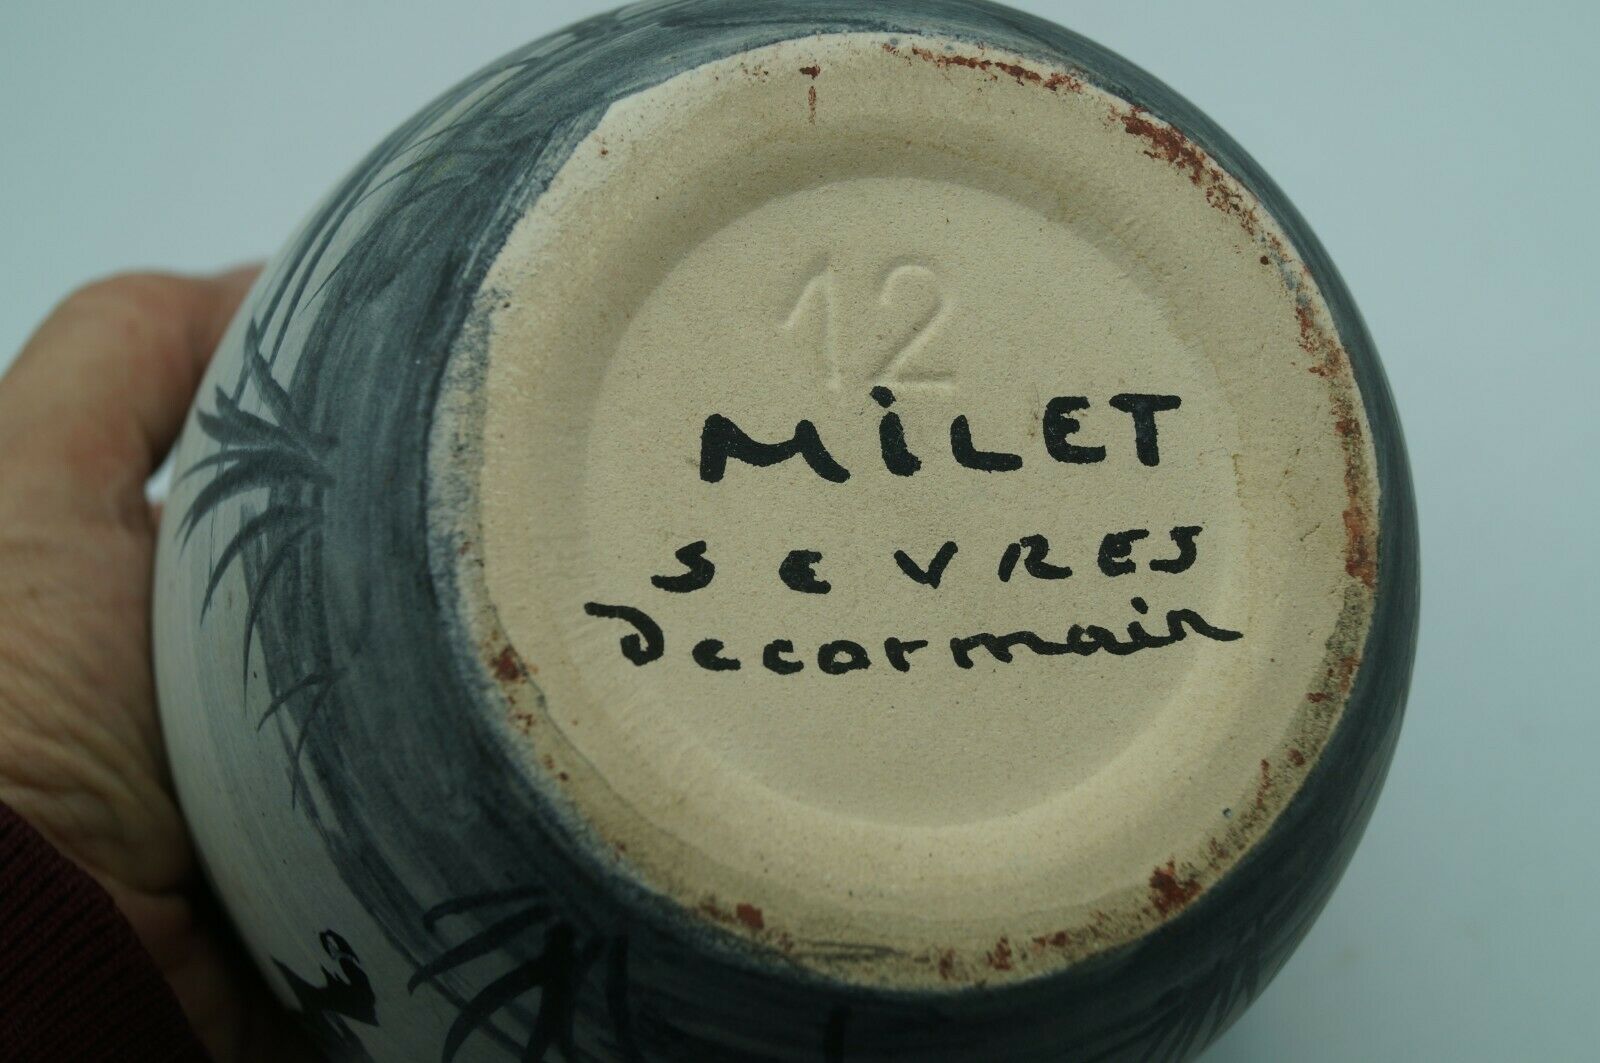 12
MiLET
SEVRES
Decormain